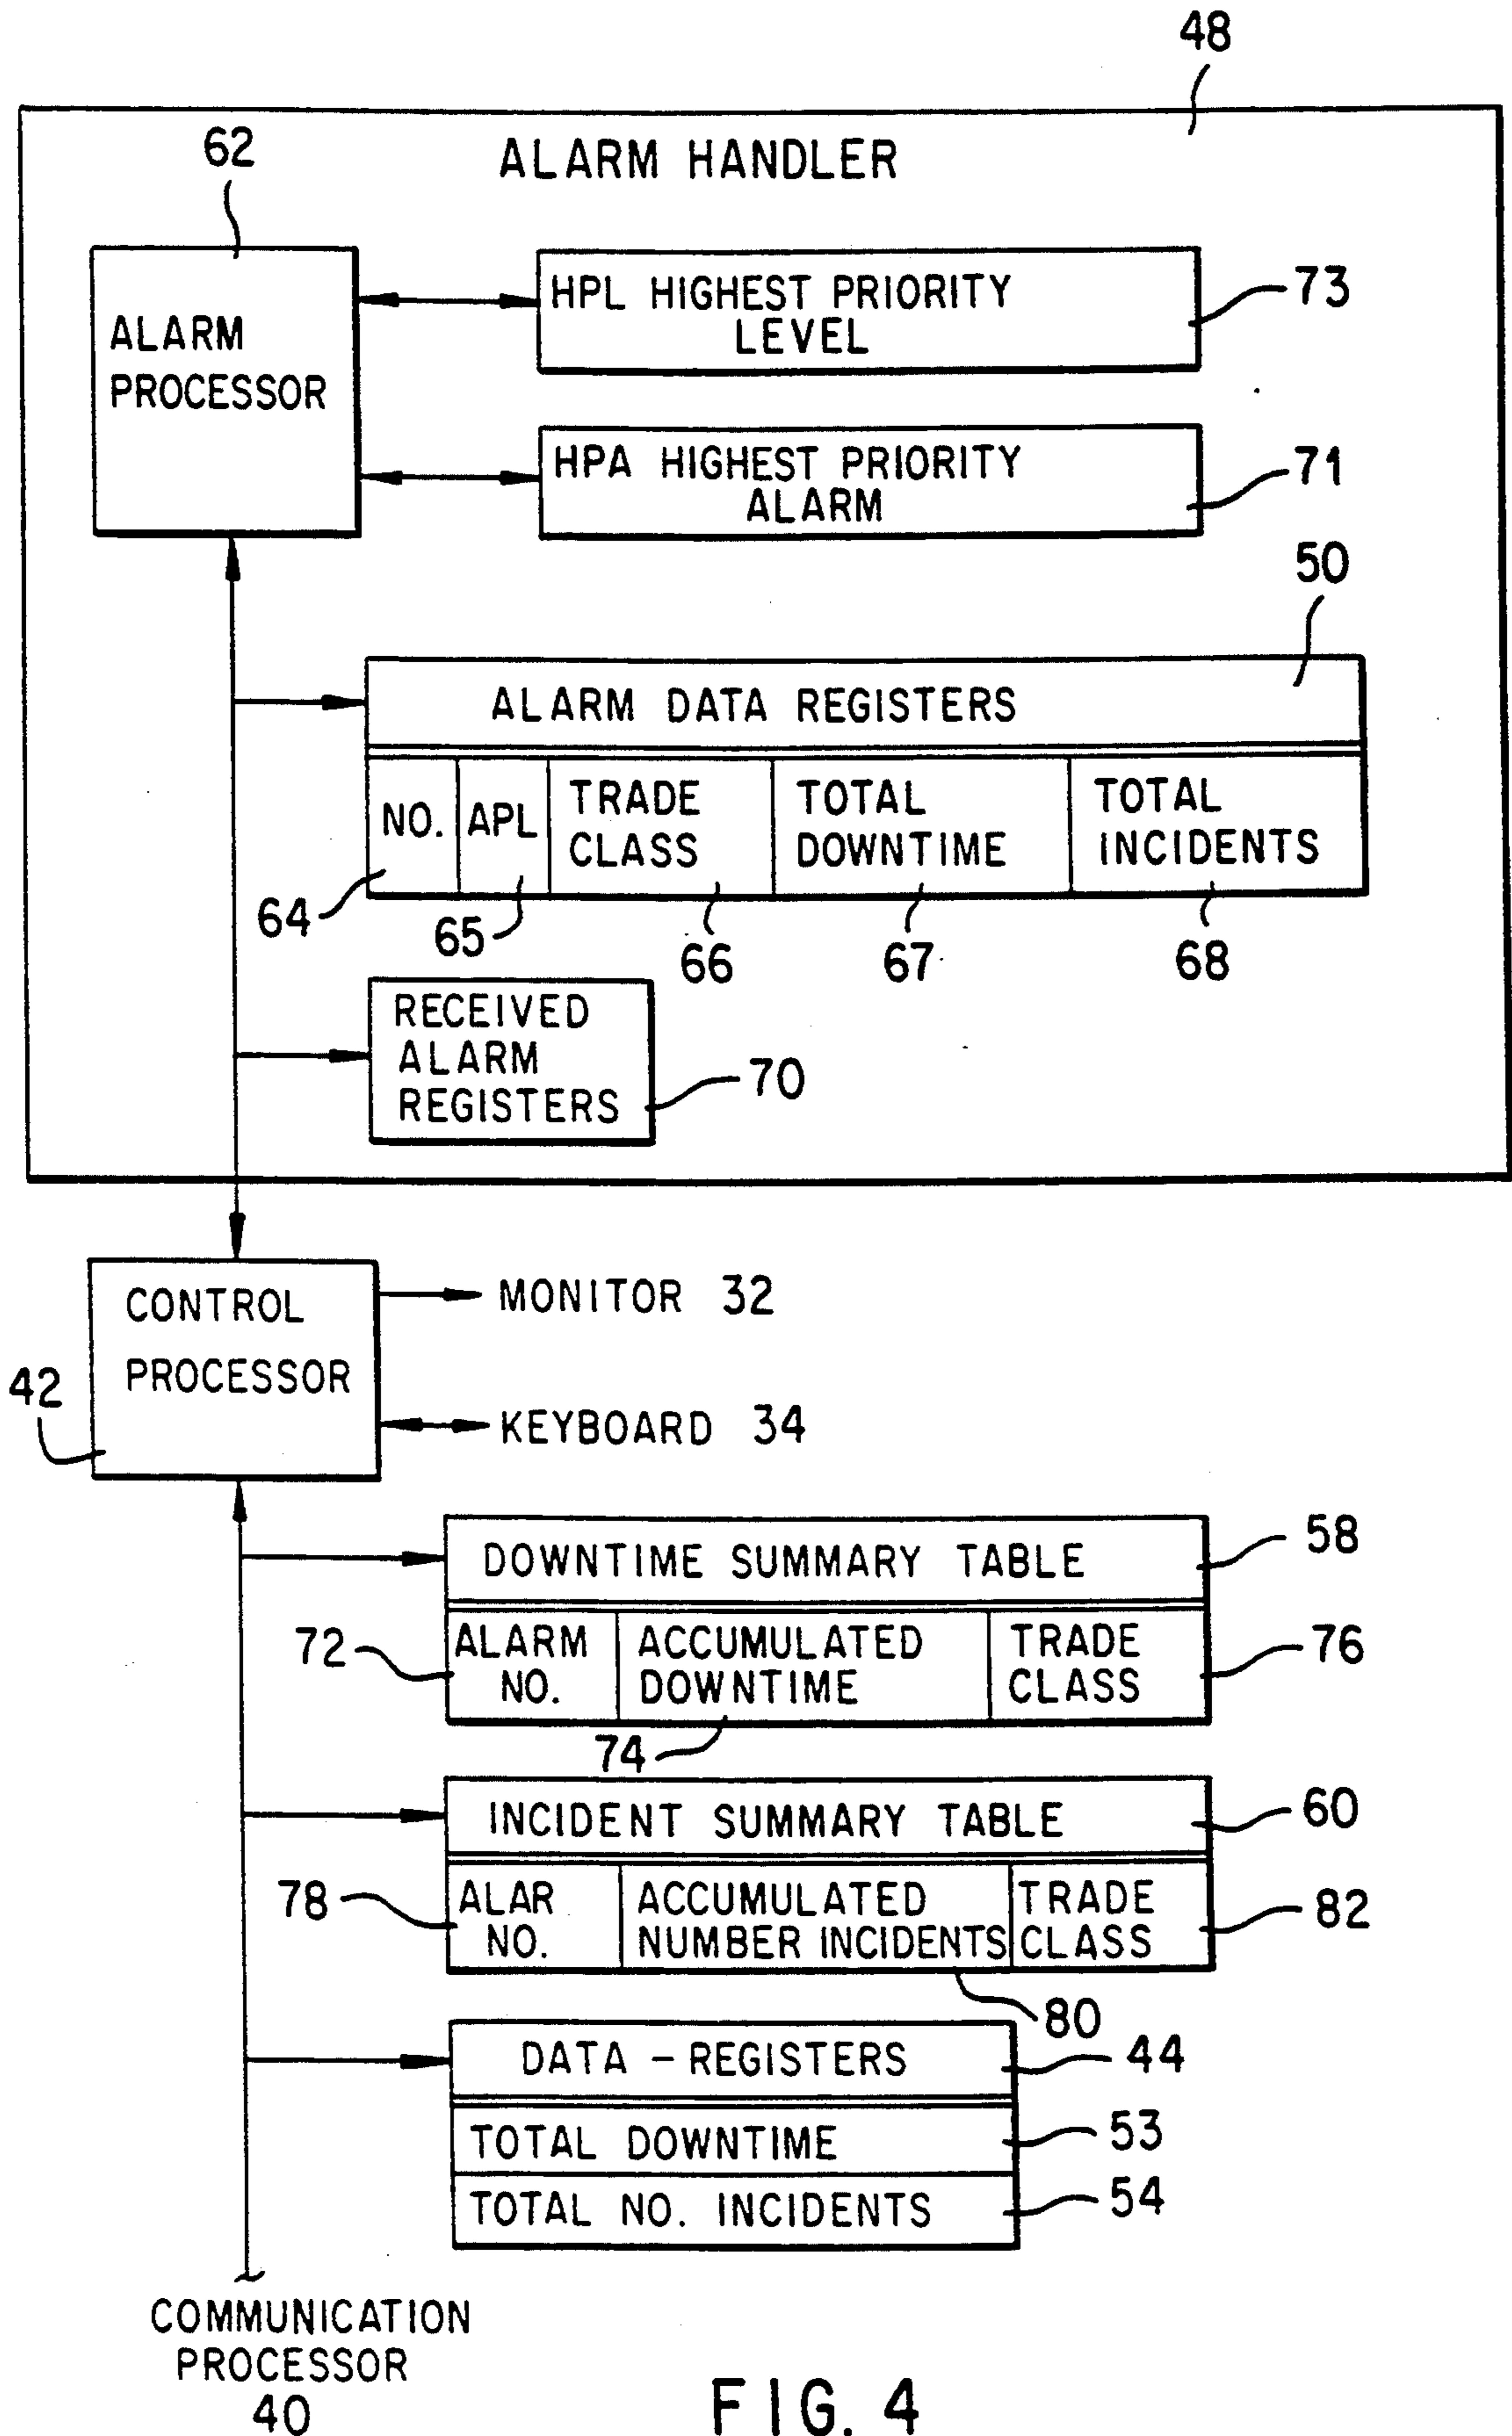 48
ALARM HANDLER
62
ALARM
PROCESSOR
HPL HIGHEST PRIORITY
LEVEL
73
HPA HIGHEST PRIORITY
ALARM
71
50
ALARM DATA REGISTERS
NO.
APL
TRADE
CLASS
TOTAL
DOWNTIME
TOTAL
INCIDENTS
64
65
66
67
68
RECEIVED
ALARM
REGISTERS
70
CONTROL
PROCESSOR
42
MONITOR 32
KEYBOARD 34
DOWNTIME SUMMARY TABLE
58
72
ALARM
NO.
ACCUMULATED
DOWNTIME
TRADE
CLASS
76
74
INCIDENT SUMMARY TABLE
60
78
ALAR
NO.
ACCUMULATED
NUMBER INCIDENTS
TRADE
CLASS
82
80
DATA - REGISTERS
44
TOTAL DOWNTIME
53
TOTAL NO. INCIDENTS
54
COMMUNICATION
PROCESSOR
40
FIG. 4